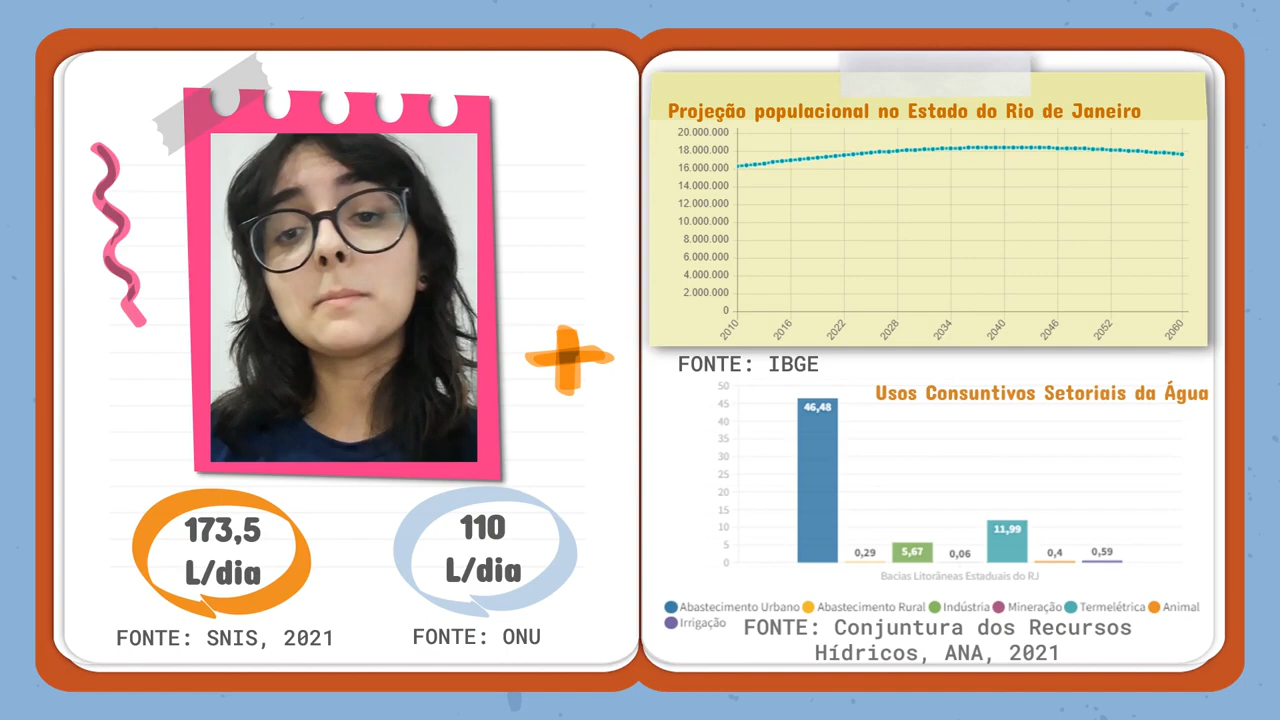 173,5
L/dia
FONTE: SNIS, 2021
110
L/dia
FONTE: ONU
Projeção populacional no Estado do Rio de Janeiro
20.000.000
18.000.000
16.000.000
14.000.000
12.000.000
10.000.000
8.000.000
6.000.000
4.000.000
2.000.000
0
2010 2016 2022 2028 2034 2040 2046 2052 2060
FONTE: IBGE
Usos Consuntivos Setoriais da Água
50
45
40
35
30
25
20
15
10
5
0
46,48 0,29 5,67 0,06 11,99 0,4 0,59
Bacias Litorâneas Estaduais do RJ
Abastecimento Urbano Abastecimento Rural Indústria Mineração Termelétrica Animal
Irrigação
FONTE: Conjuntura dos Recursos
Hídricos, ANA, 2021